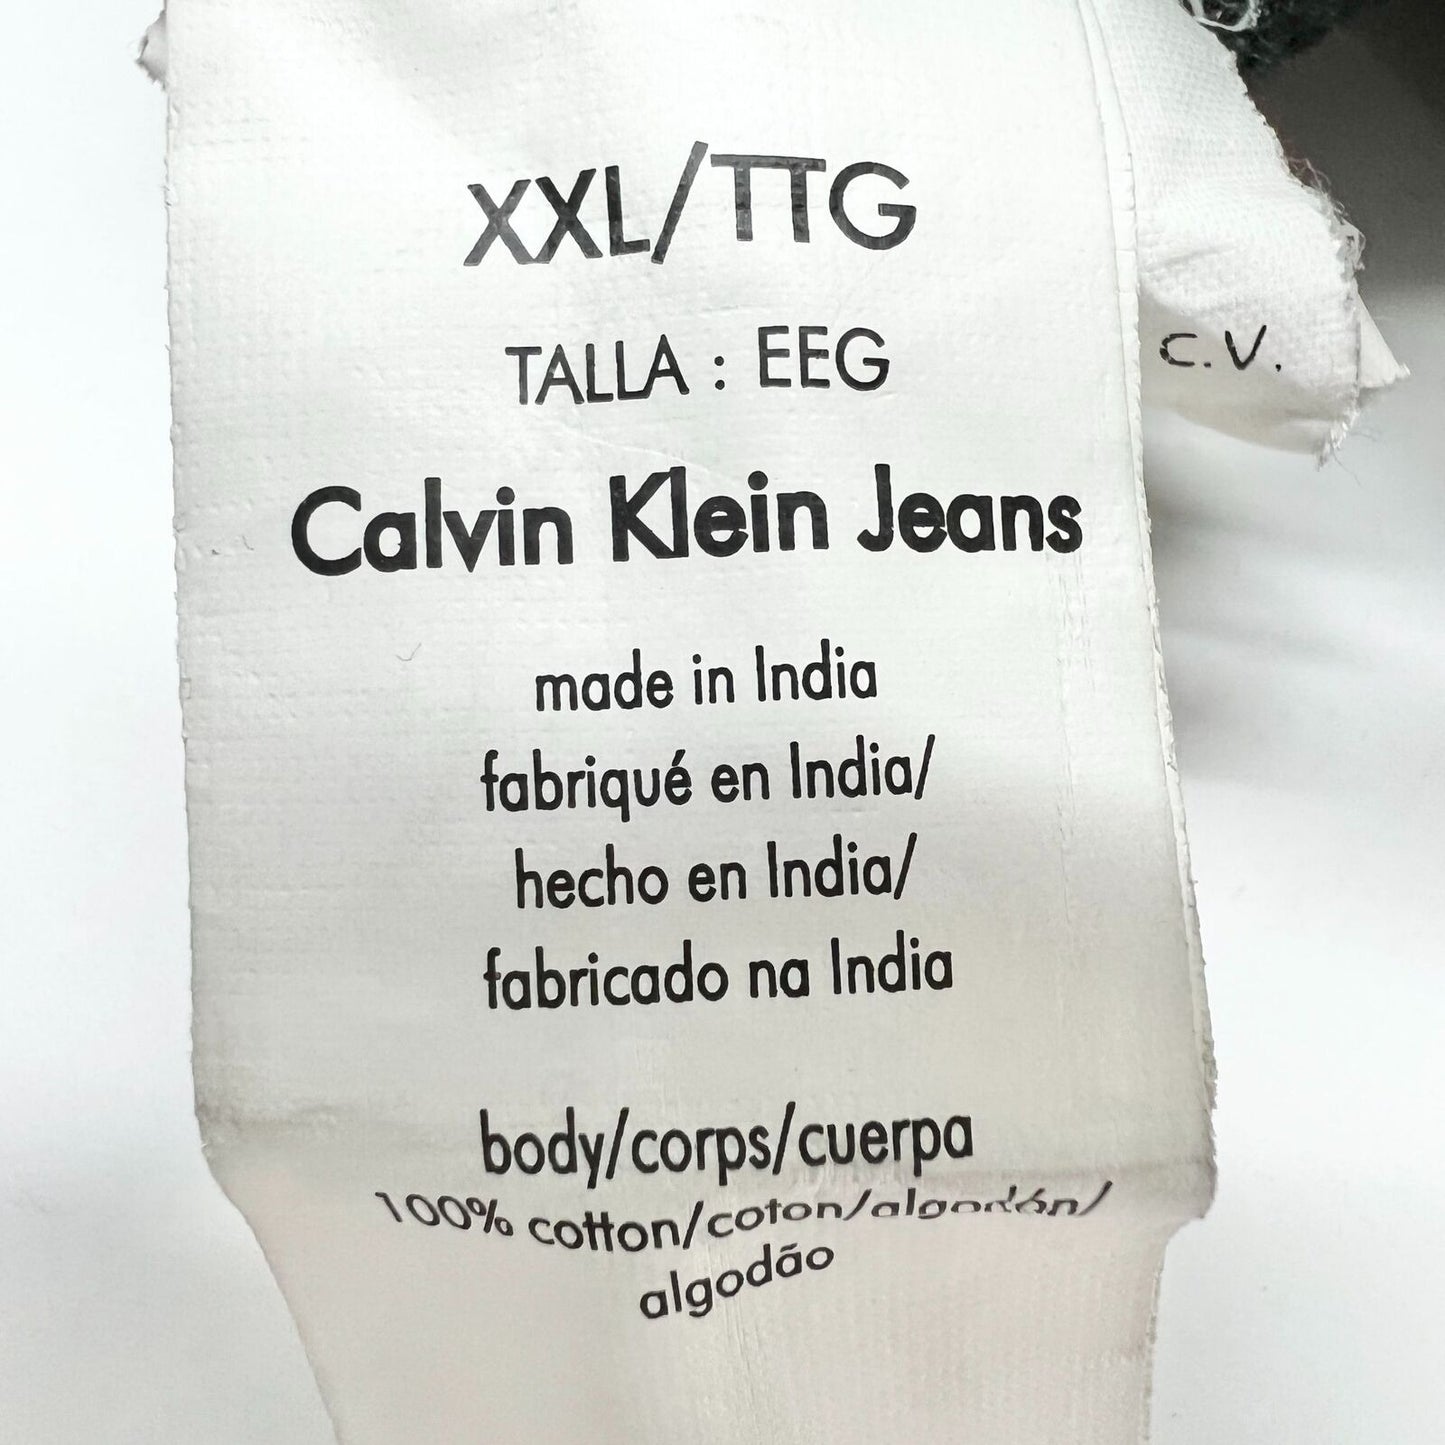 XXL/TTG
TALLA : EEG
C.V.
Calvin Klein Jeans
made in India
fabriqué en India/
hecho en India/
fabricado na India
body/corps/cuerpa
100% cotton/coton/algodón/
algodão